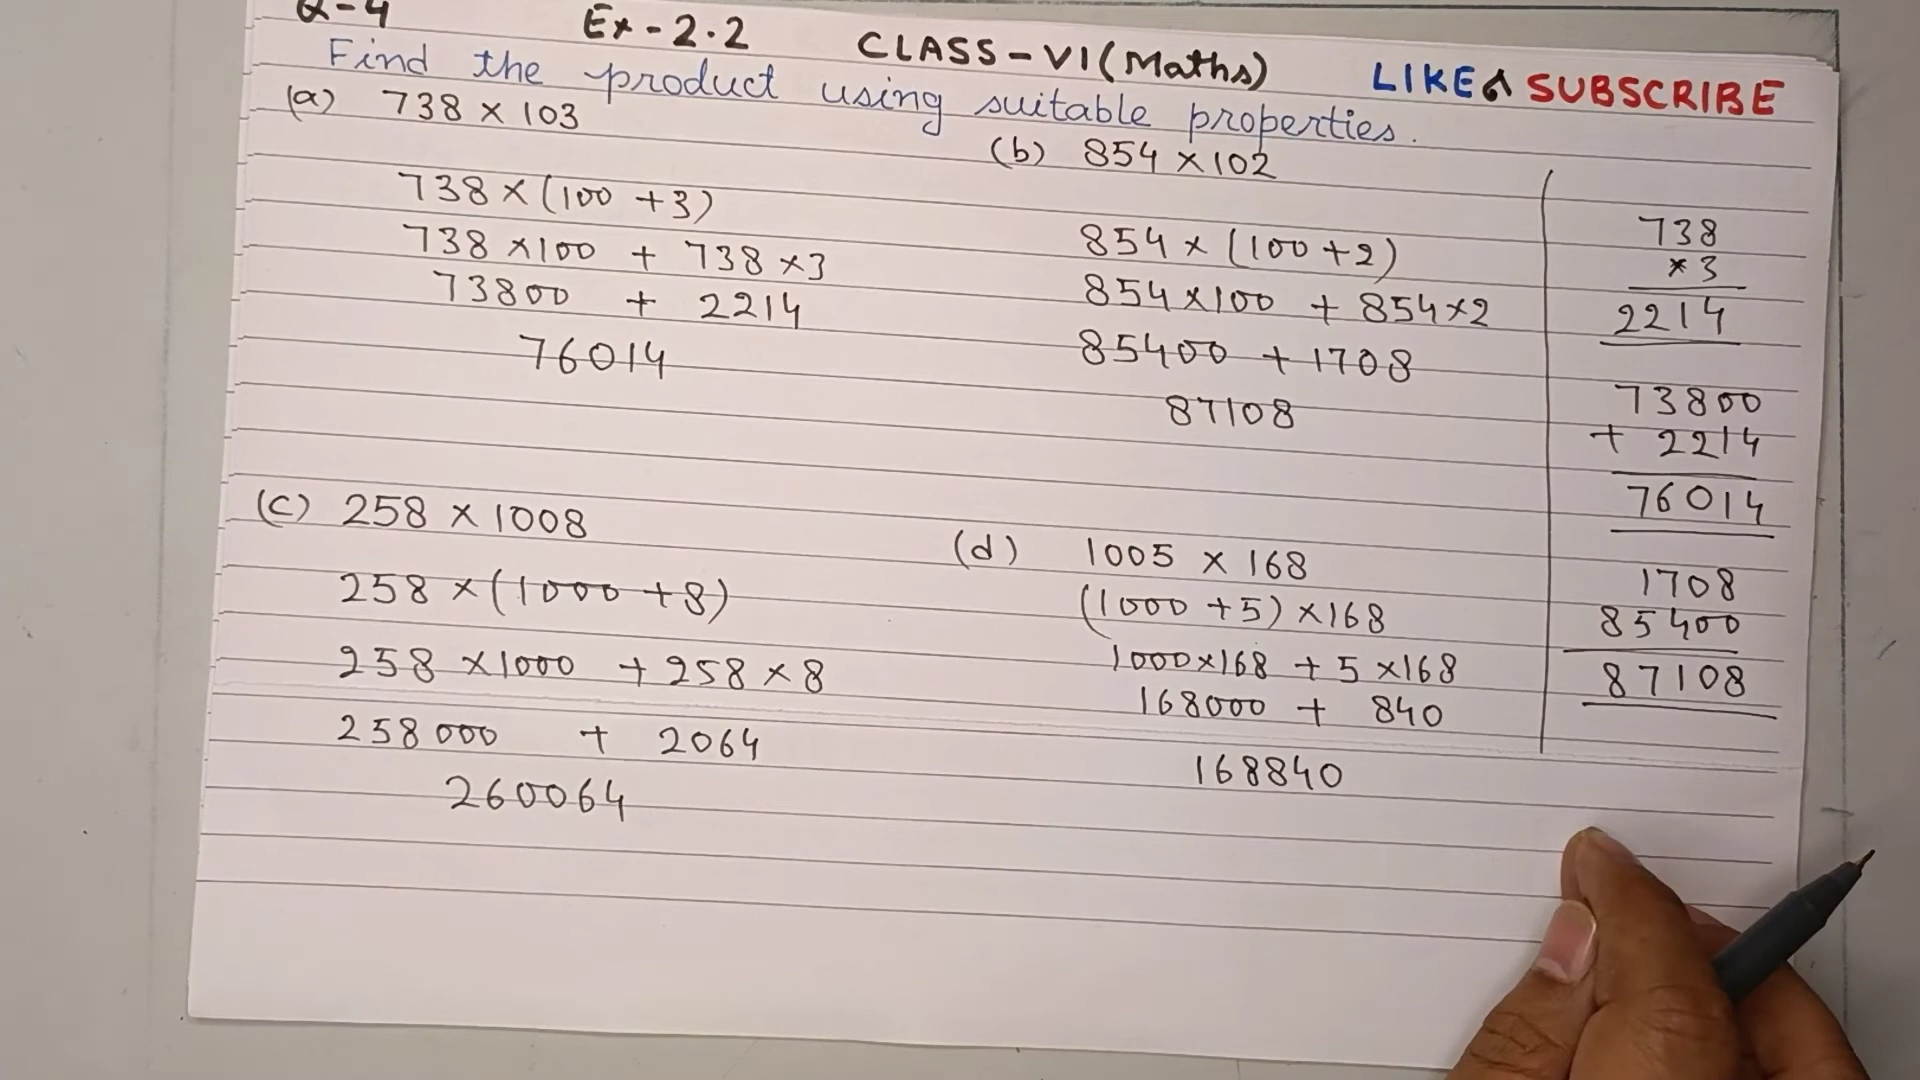 Q-4 Ex-2.2 CLASS-VI (Maths) LIKE & SUBSCRIBE
Find the product using suitable properties.
(a) 738 × 103
738 × (100 + 3)
738 × 100 + 738 × 3
73800 + 2214
76014
(b) 854 × 102
854 × (100 + 2)
854 × 100 + 854 × 2
85400 + 1708
87108
738
× 3
2214
73800
+ 2214
76014
1708
85400
87108
(c) 258 × 1008
258 × (1000 + 8)
258 × 1000 + 258 × 8
258000 + 2064
260064
(d) 1005 × 168
(1000 + 5) × 168
1000 × 168 + 5 × 168
168000 + 840
168840